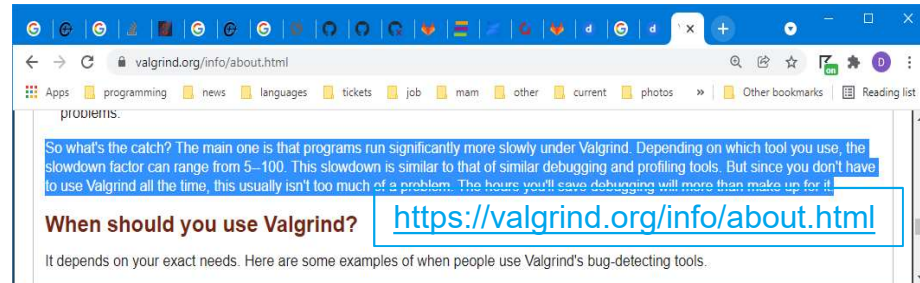 valgrind.org/info/about.html
on
D
Apps programming news languages tickets job mam other current photos » Other bookmarks Reading list
problems.
So what's the catch? The main one is that programs run significantly more slowly under Valgrind. Depending on which tool you use, the
slowdown factor can range from 5--100. This slowdown is similar to that of similar debugging and profiling tools. But since you don't have
to use Valgrind all the time, this usually isn't too much of a problem. The hours you'll save debugging will more than make up for it.
When should you use Valgrind?
https://valgrind.org/info/about.html
It depends on your exact needs. Here are some examples of when people use Valgrind's bug-detecting tools.